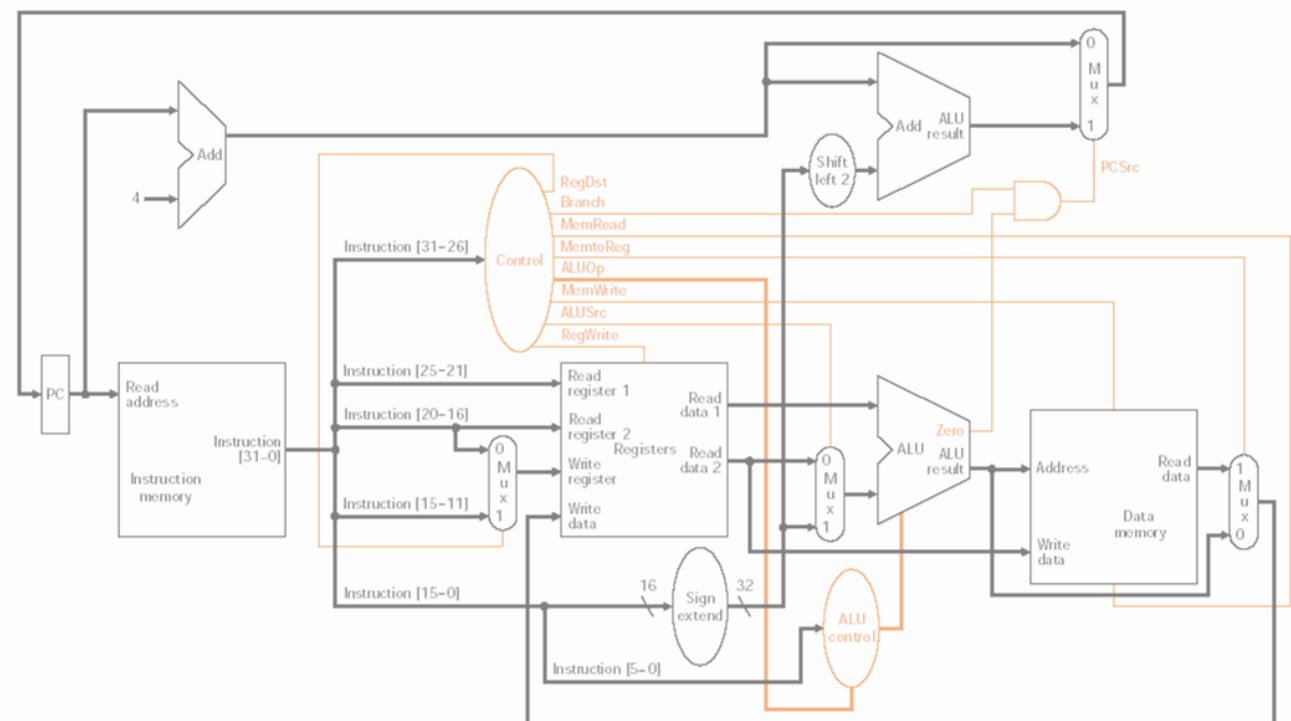 0
M
u
x
1
Add
ALU
result
Add
Shift
left 2
PCSrc
4
RegDst
Branch
MemRead
MemtoReg
ALUOp
MemWrite
ALUSrc
RegWrite
Control
Instruction [31–26]
Instruction [25–21]
Instruction [20–16]
Instruction [15–11]
Instruction [15–0]
Instruction [5–0]
PC
Read
address
Instruction
[31–0]
Instruction
memory
0
M
u
x
1
Read
register 1
Read
register 2
Write
register
Write
data
Registers
Read
data 1
Read
data 2
0
M
u
x
1
Zero
ALU
ALU
result
Address
Read
data
Data
memory
Write
data
1
M
u
x
0
16
Sign
extend
32
ALU
control